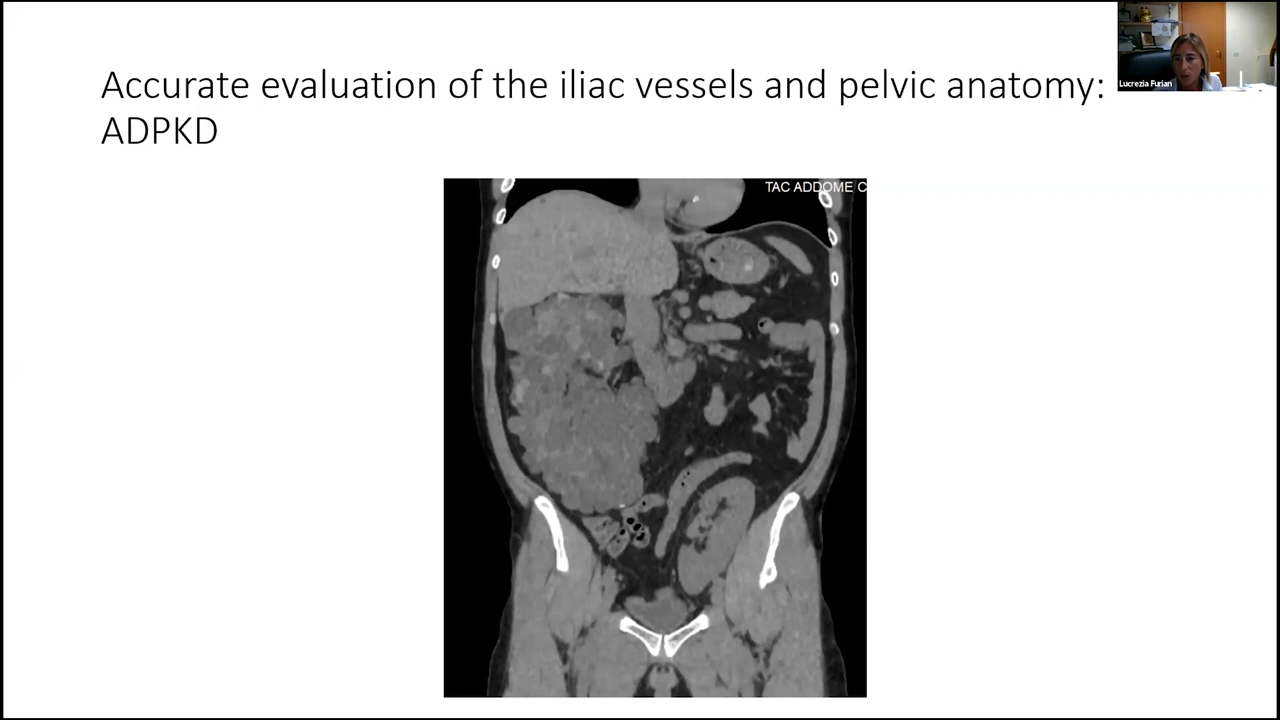 Accurate evaluation of the iliac vessels and pelvic anatomy:
ADPKD
Lucrezia Furian
TAC ADDOME C